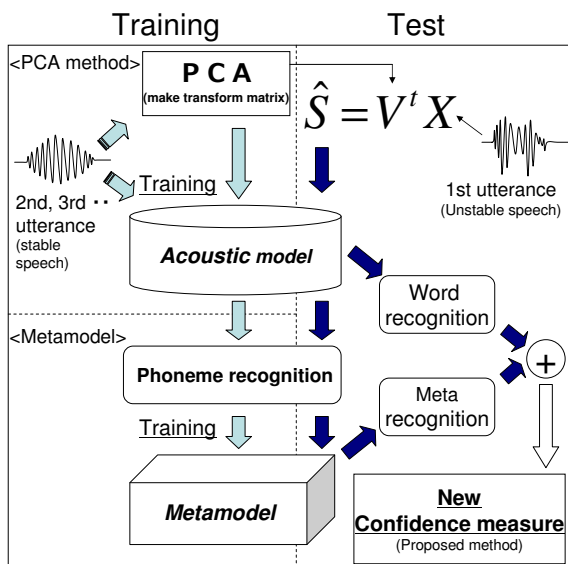 Training
Test
<PCA method>
P C A
(make transform matrix)
Ŝ = VᵗX
Training
2nd, 3rd ‥
utterance
(stable
speech)
1st utterance
(Unstable speech)
Acoustic model
Word
recognition
<Metamodel>
Phoneme recognition
+
Meta
recognition
Training
Metamodel
New
Confidence measure
(Proposed method)